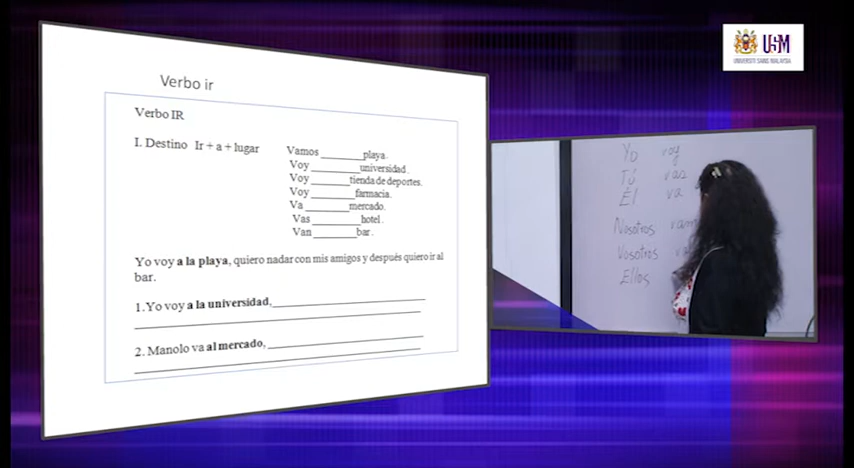 Verbo ir
Verbo IR
I. Destino Ir + a + lugar
Vamos ________playa.
Voy ________universidad.
Voy ________tienda de deportes.
Voy ________farmacia.
Va ________mercado.
Vas ________hotel.
Van ________bar.
Yo voy a la playa, quiero nadar con mis amigos y después quiero ir al
bar.
1.Yo voy a la universidad,________
2. Manolo va al mercado, ________
USM
UNIVERSITI SAINS MALAYSIA
Yo voy
Tú vas
Él va
Nosotros
Vosotros
Ellos